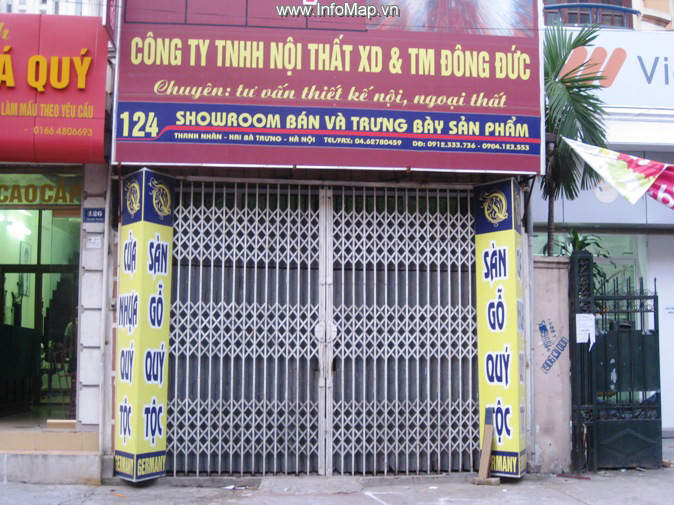 www.InfoMap.vn
CÔNG TY TNHH NỘI THẤT XD & TM ĐÔNG ĐỨC
Chuyên: tư vấn thiết kế nội, ngoại thất
124 SHOWROOM BÁN VÀ TRƯNG BÀY SẢN PHẨM
THANH NHÀN - HAI BÀ TRƯNG - HÀ NỘI TEL/FAX: 04.62780459 DĐ: 0912.333.736 - 0904.123.553
Á QUÝ
LÀM MẪU THEO YÊU CẦU
0166 4806693
CAO CẤP
126
CỬA
NHỰA
QUÝ
TỘC
GERMANY
SÀN
GỖ
QUÝ
TỘC
GERMANY
SÀN
GỖ
QUÝ
TỘC
Vi